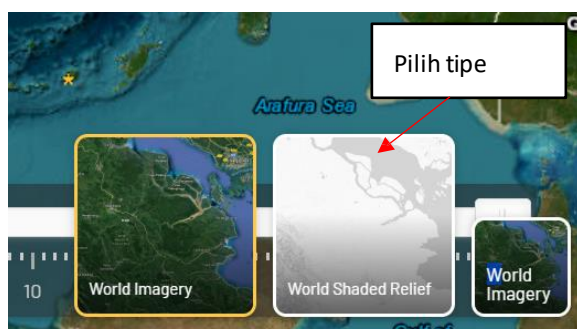 G
Pilih tipe
Arafura Sea
World Imagery
World Shaded Relief
World
Imagery
10